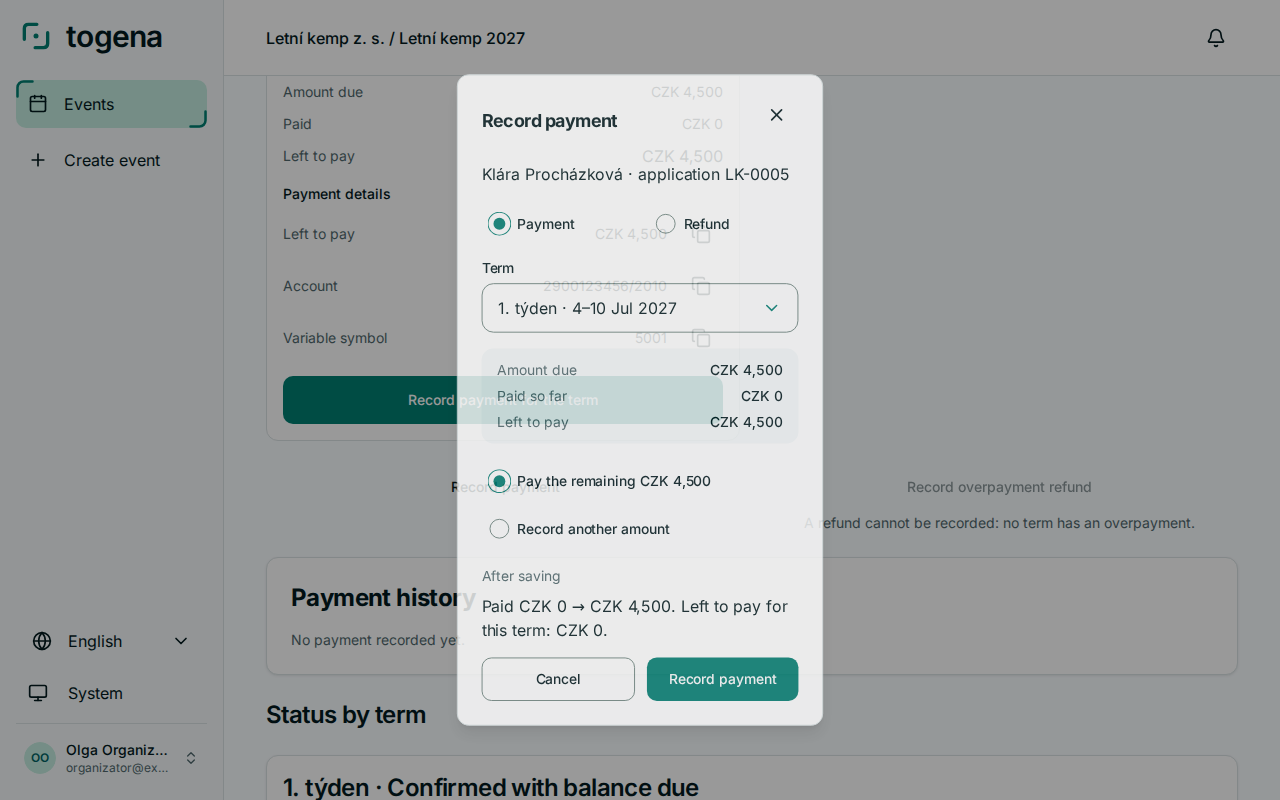 togena
Letní kemp z. s. / Letní kemp 2027
Events
Create event
English
System
OO
Olga Organiz...
organizator@ex...
Amount due
CZK 4,500
Paid
CZK 0
Left to pay
CZK 4,500
Payment details
Left to pay
CZK 4,500
Account
2900123456/2010
Variable symbol
5001
Record payment for the term
Record payment
Record overpayment refund
A refund cannot be recorded: no term has an overpayment.
Payment history
No payment recorded yet.
Status by term
1. týden · Confirmed with balance due
Record payment
Klára Procházková · application LK-0005
Payment
Refund
Term
1. týden · 4–10 Jul 2027
Amount due
CZK 4,500
Paid so far
CZK 0
Left to pay
CZK 4,500
Pay the remaining CZK 4,500
Record another amount
After saving
Paid CZK 0 → CZK 4,500. Left to pay for
this term: CZK 0.
Cancel
Record payment